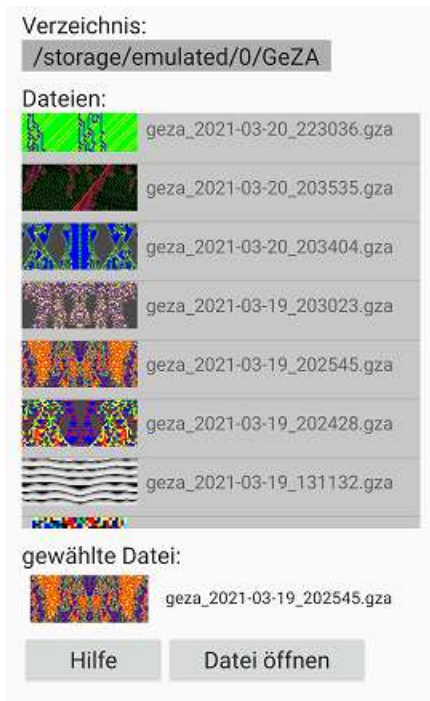 Verzeichnis:
/storage/emulated/0/GeZA
Dateien:
geza_2021-03-20_223036.gza
geza_2021-03-20_203535.gza
geza_2021-03-20_203404.gza
geza_2021-03-19_203023.gza
geza_2021-03-19_202545.gza
geza_2021-03-19_202428.gza
geza_2021-03-19_131132.gza
gewählte Datei:
geza_2021-03-19_202545.gza
Hilfe Datei öffnen